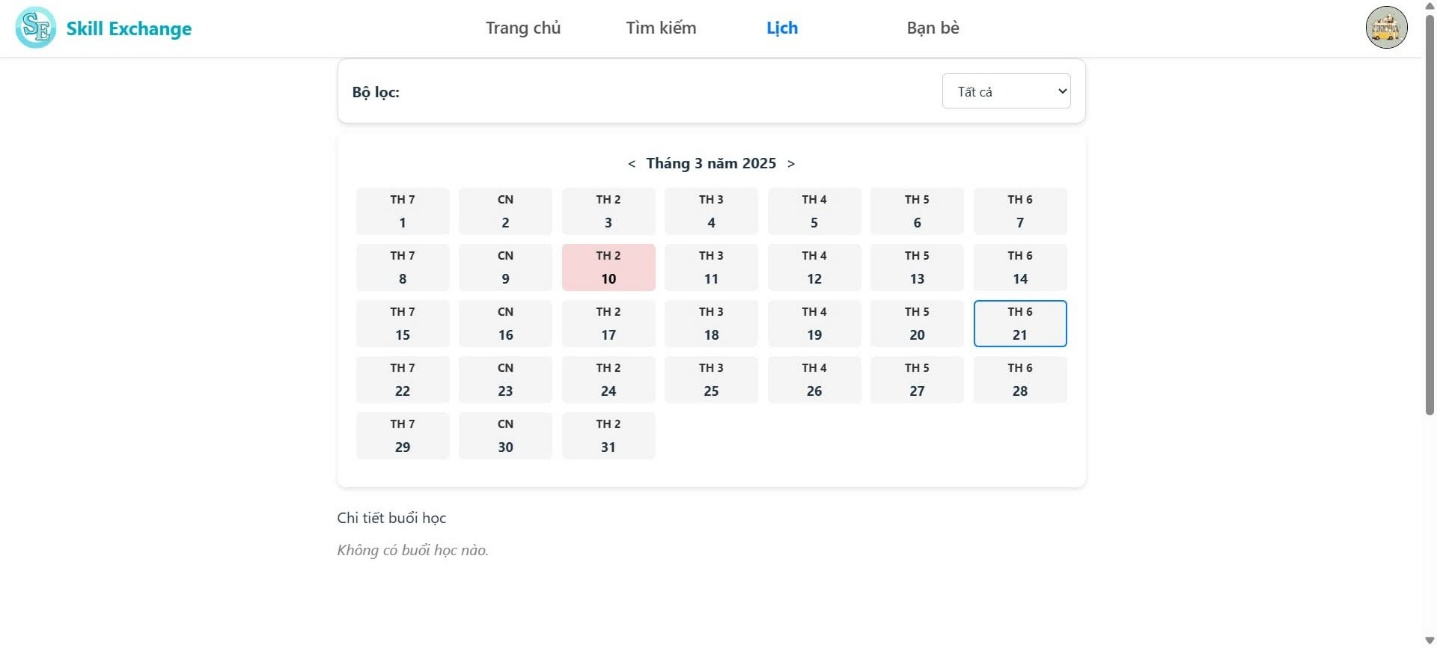 SE Skill Exchange Trang chủ Tìm kiếm Lịch Bạn bè
Bộ lọc: Tất cả
< Tháng 3 năm 2025 >
TH 7 CN TH 2 TH 3 TH 4 TH 5 TH 6
1 2 3 4 5 6 7
TH 7 CN TH 2 TH 3 TH 4 TH 5 TH 6
8 9 10 11 12 13 14
TH 7 CN TH 2 TH 3 TH 4 TH 5 TH 6
15 16 17 18 19 20 21
TH 7 CN TH 2 TH 3 TH 4 TH 5 TH 6
22 23 24 25 26 27 28
TH 7 CN TH 2
29 30 31
Chi tiết buổi học
Không có buổi học nào.